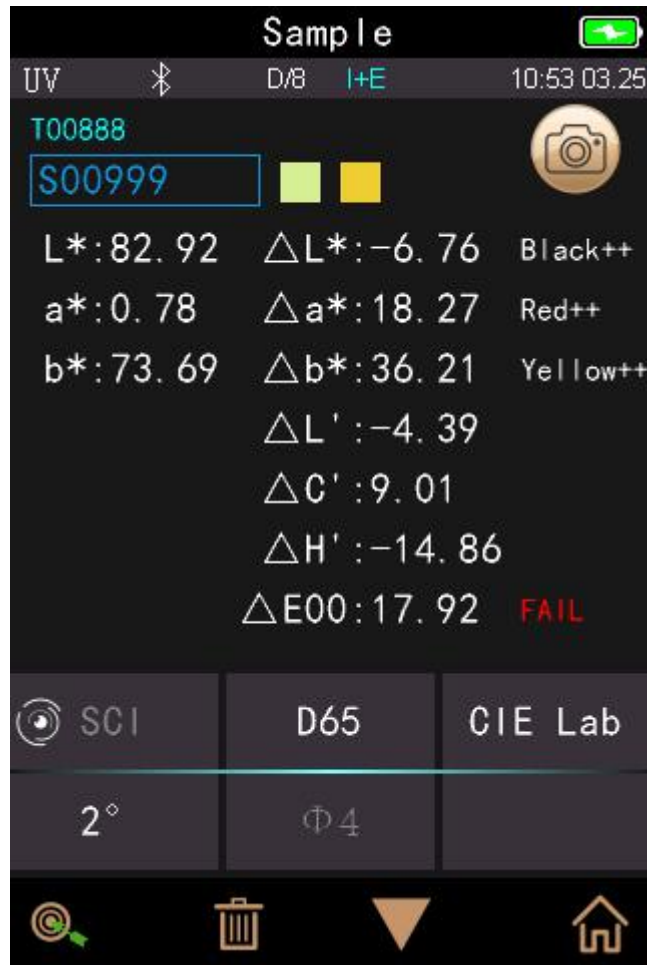 Sample
UV D/8 I+E 10:53 03.25
T00888
S00999
L*:82.92 △L*:-6.76 Black++
a*:0.78 △a*:18.27 Red++
b*:73.69 △b*:36.21 Yellow++
△L':-4.39
△C':9.01
△H':-14.86
△E00:17.92 FAIL
SCI D65 CIE Lab
2° Φ4